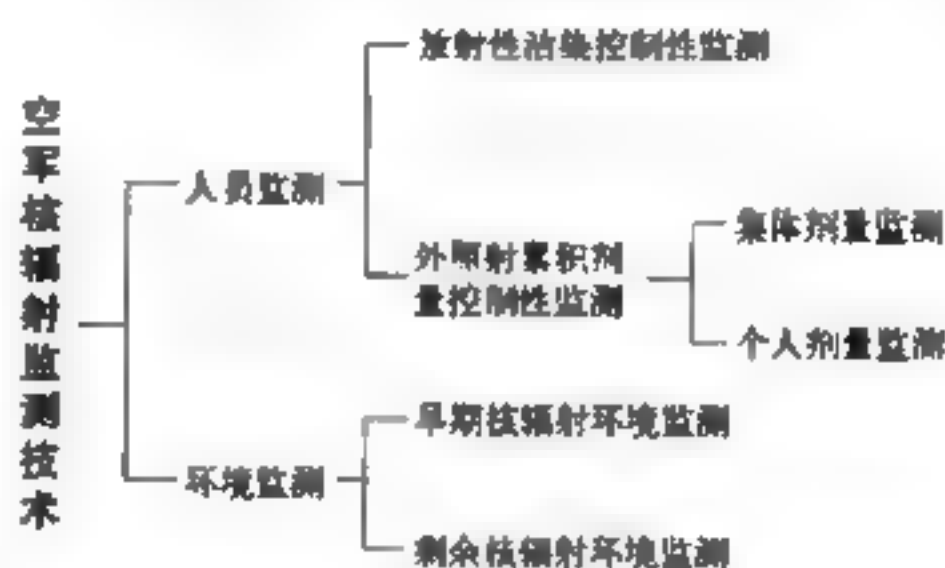 空军核辐射监测技术
人员监测
放射性沾染控制性监测
外照射累积剂
量控制性监测
集体剂量监测
个人剂量监测
环境监测
早期核辐射环境监测
剩余核辐射环境监测